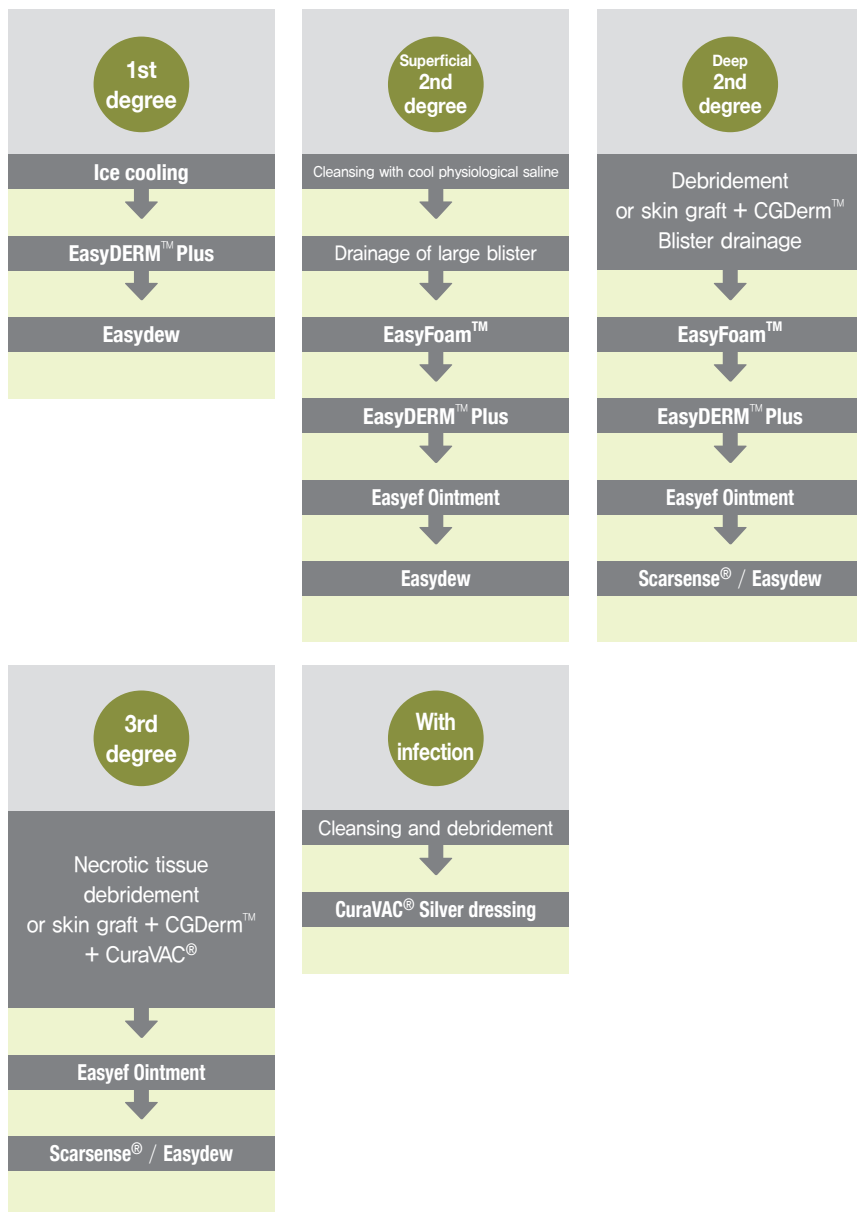 1st
degree
Ice cooling
EasyDERM™ Plus
Easydew
Superficial
2nd
degree
Cleansing with cool physiological saline
Drainage of large blister
EasyFoam™
EasyDERM™ Plus
Easyef Ointment
Easydew
Deep
2nd
degree
Debridement
or skin graft + CGDerm™
Blister drainage
EasyFoam™
EasyDERM™ Plus
Easyef Ointment
Scarsense® / Easydew
3rd
degree
Necrotic tissue
debridement
or skin graft + CGDerm™
+ CuraVAC®
Easyef Ointment
Scarsense® / Easydew
With
infection
Cleansing and debridement
CuraVAC® Silver dressing